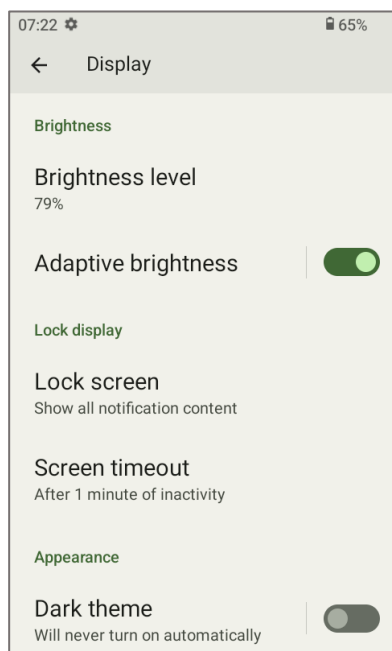 07:22 65%
Display
Brightness
Brightness level
79%
Adaptive brightness
Lock display
Lock screen
Show all notification content
Screen timeout
After 1 minute of inactivity
Appearance
Dark theme
Will never turn on automatically